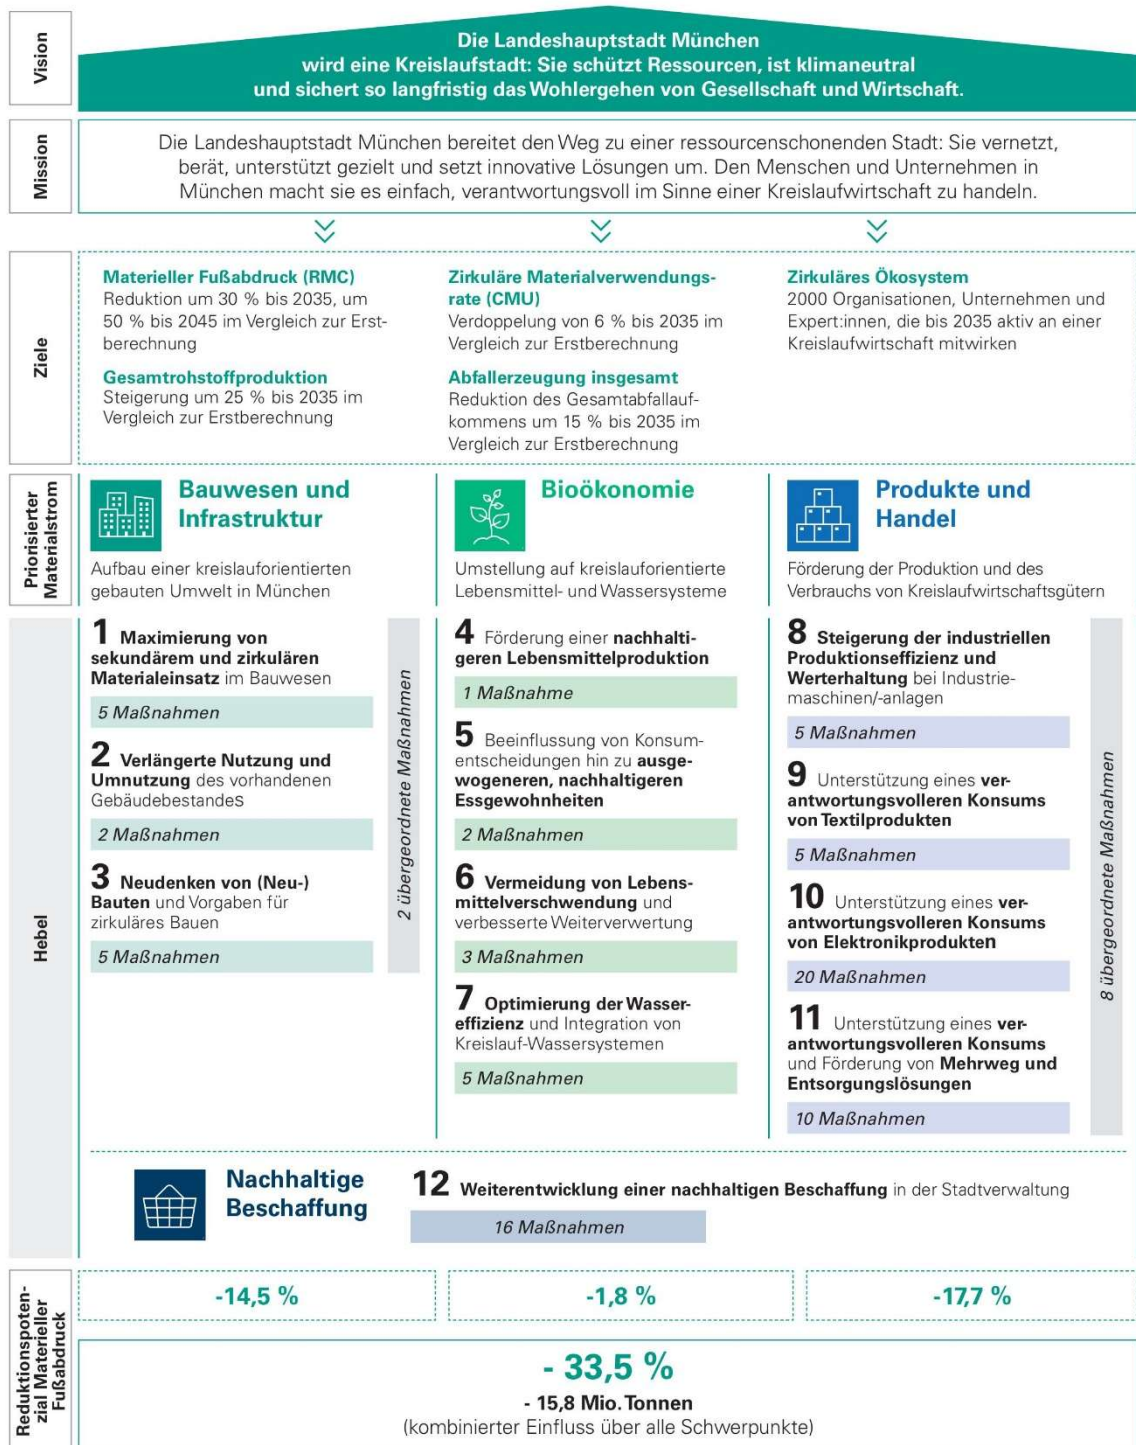 Vision
Die Landeshauptstadt München
wird eine Kreislaufstadt: Sie schützt Ressourcen, ist klimaneutral
und sichert so langfristig das Wohlergehen von Gesellschaft und Wirtschaft.
Mission
Die Landeshauptstadt München bereitet den Weg zu einer ressourcenschonenden Stadt: Sie vernetzt,
berät, unterstützt gezielt und setzt innovative Lösungen um. Den Menschen und Unternehmen in
München macht sie es einfach, verantwortungsvoll im Sinne einer Kreislaufwirtschaft zu handeln.
Ziele
Materieller Fußabdruck (RMC)
Reduktion um 30 % bis 2035, um
50 % bis 2045 im Vergleich zur Erst-
berechnung
Gesamtrohstoffproduktion
Steigerung um 25 % bis 2035 im
Vergleich zur Erstberechnung
Zirkuläre Materialverwendungs-
rate (CMU)
Verdoppelung von 6 % bis 2035 im
Vergleich zur Erstberechnung
Abfallerzeugung insgesamt
Reduktion des Gesamtabfallauf-
kommens um 15 % bis 2035 im
Vergleich zur Erstberechnung
Zirkuläres Ökosystem
2000 Organisationen, Unternehmen und
Expert:innen, die bis 2035 aktiv an einer
Kreislaufwirtschaft mitwirken
Priorisierter
Materialstrom
Bauwesen und
Infrastruktur
Aufbau einer kreislauforientierten
gebauten Umwelt in München
Bioökonomie
Umstellung auf kreislauforientierte
Lebensmittel- und Wassersysteme
Produkte und
Handel
Förderung der Produktion und des
Verbrauchs von Kreislaufwirtschaftsgütern
Hebel
1 Maximierung von
sekundärem und zirkulären
Materialeinsatz im Bauwesen
5 Maßnahmen
2 Verlängerte Nutzung und
Umnutzung des vorhandenen
Gebäudebestandes
2 Maßnahmen
3 Neudenken von (Neu-)
Bauten und Vorgaben für
zirkuläres Bauen
5 Maßnahmen
2 übergeordnete Maßnahmen
4 Förderung einer nachhalti-
geren Lebensmittelproduktion
1 Maßnahme
5 Beeinflussung von Konsum-
entscheidungen hin zu ausge-
wogeneren, nachhaltigeren
Essgewohnheiten
2 Maßnahmen
6 Vermeidung von Lebens-
mittelverschwendung und
verbesserte Weiterverwertung
3 Maßnahmen
7 Optimierung der Wasser-
effizienz und Integration von
Kreislauf-Wassersystemen
5 Maßnahmen
8 Steigerung der industriellen
Produktionseffizienz und
Werterhaltung bei Industrie-
maschinen/-anlagen
5 Maßnahmen
9 Unterstützung eines ver-
antwortungsvolleren Konsums
von Textilprodukten
5 Maßnahmen
10 Unterstützung eines ver-
antwortungsvolleren Konsums
von Elektronikprodukten
20 Maßnahmen
11 Unterstützung eines ver-
antwortungsvolleren Konsums
und Förderung von Mehrweg und
Entsorgungslösungen
10 Maßnahmen
8 übergeordnete Maßnahmen
Nachhaltige
Beschaffung
12 Weiterentwicklung einer nachhaltigen Beschaffung in der Stadtverwaltung
16 Maßnahmen
Reduktionspoten-
zial Materieller
Fußabdruck
-14,5 %
-1,8 %
-17,7 %
- 33,5 %
- 15,8 Mio. Tonnen
(kombinierter Einfluss über alle Schwerpunkte)